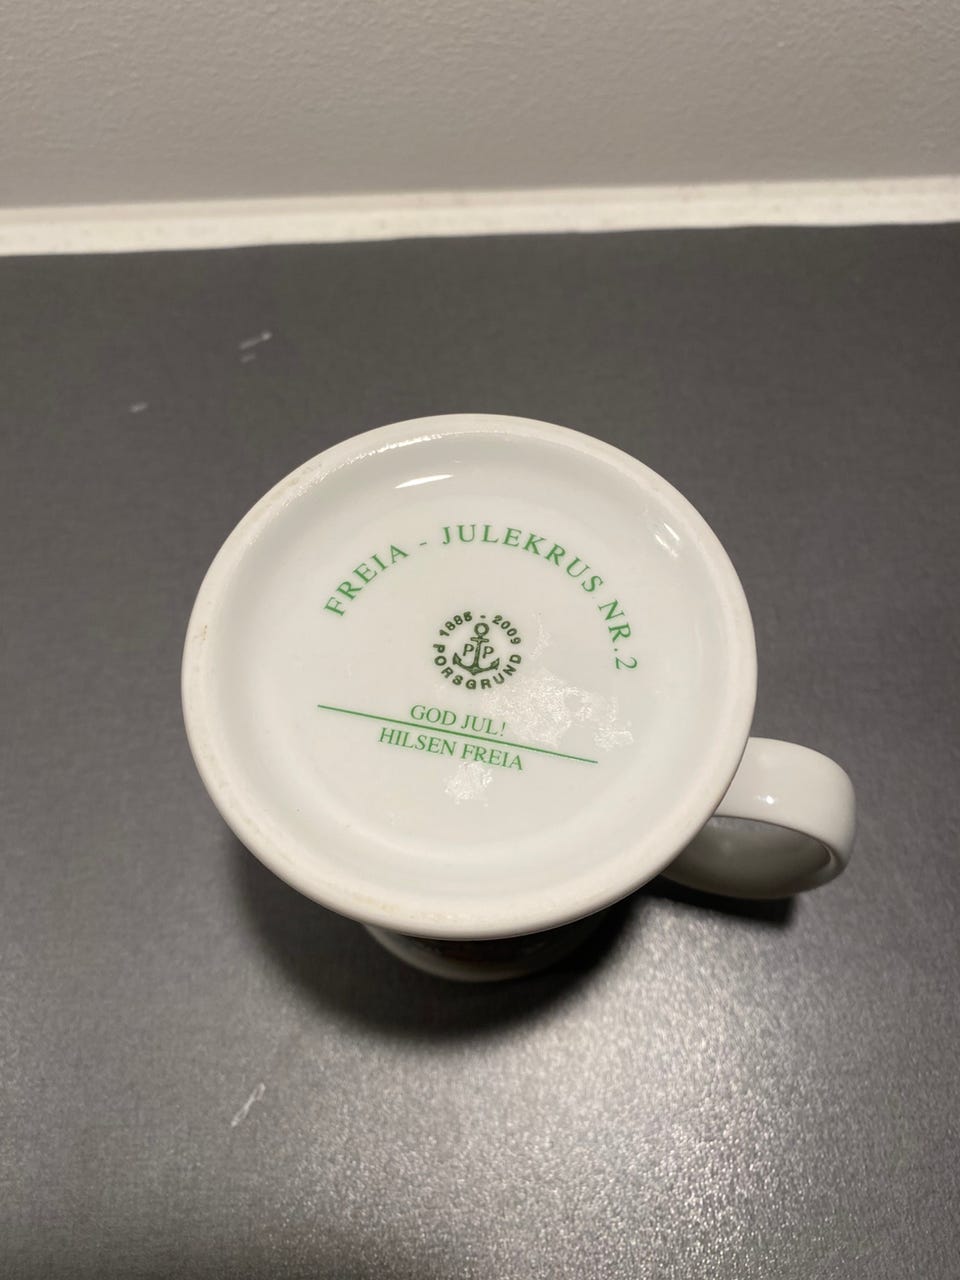 FREIA - JULEKRUS NR.2
1885 - 2009
P P
PORSGRUND
GOD JUL!
HILSEN FREIA